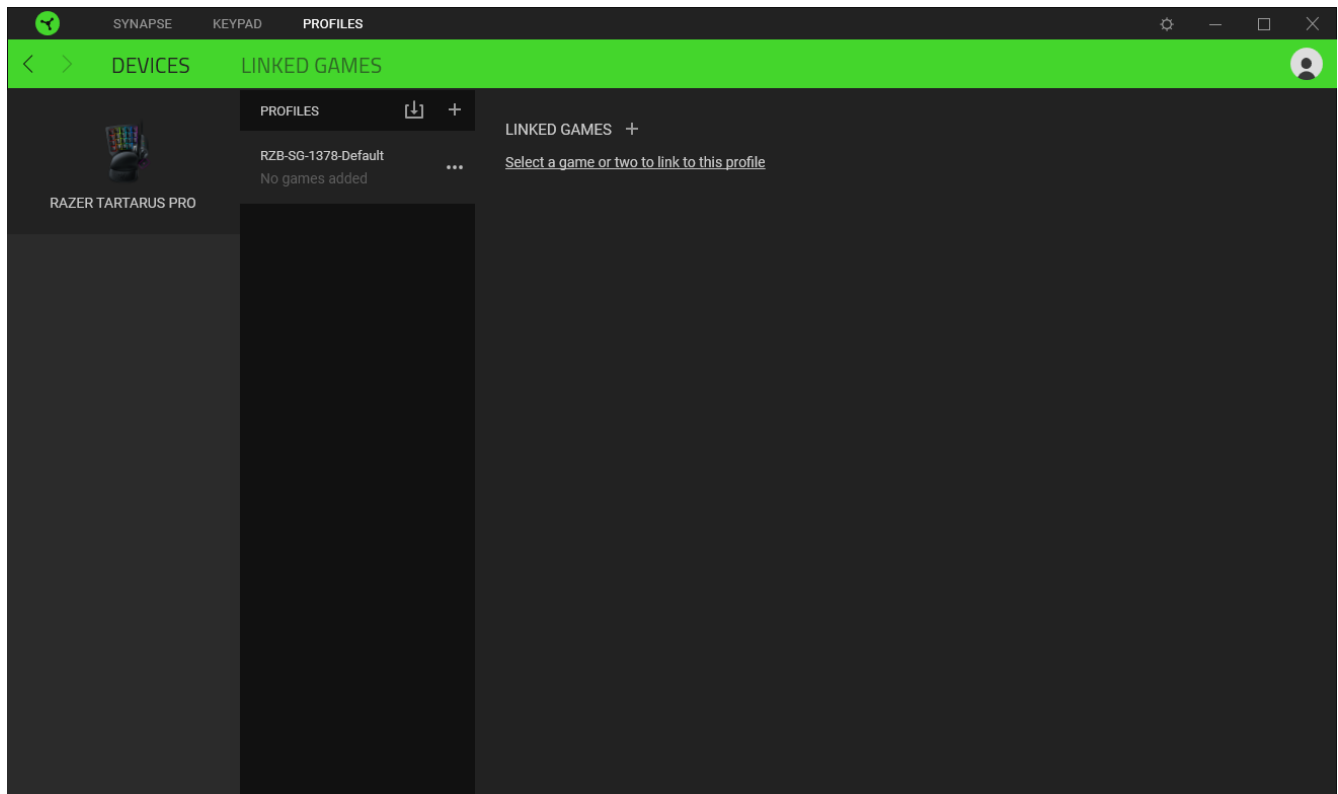 SYNAPSE KEYPAD PROFILES
DEVICES LINKED GAMES
RAZER TARTARUS PRO
PROFILES
RZB-SG-1378-Default
No games added
LINKED GAMES
Select a game or two to link to this profile